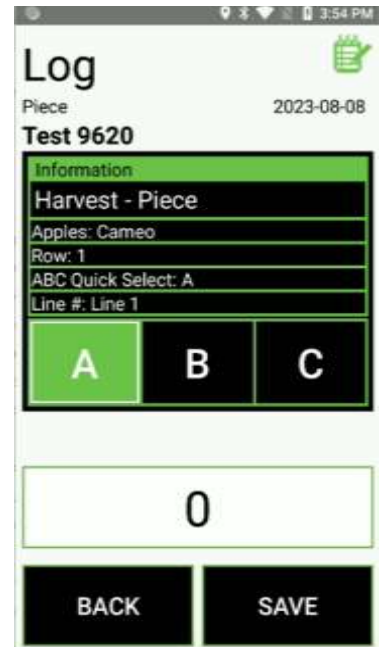 3:54 PM
Log
Piece 2023-08-08
Test 9620
Information
Harvest - Piece
Apples: Cameo
Row: 1
ABC Quick Select: A
Line #: Line 1
A B C
0
BACK SAVE